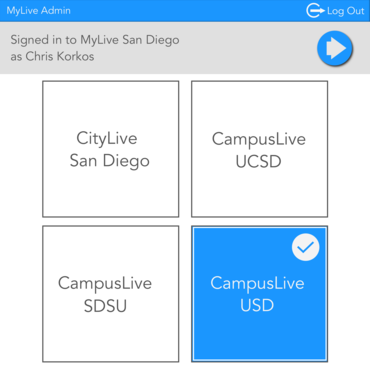 MyLive Admin
Log Out
Signed in to MyLive San Diego
as Chris Korkos
CityLive
San Diego
CampusLive
UCSD
CampusLive
SDSU
CampusLive
USD